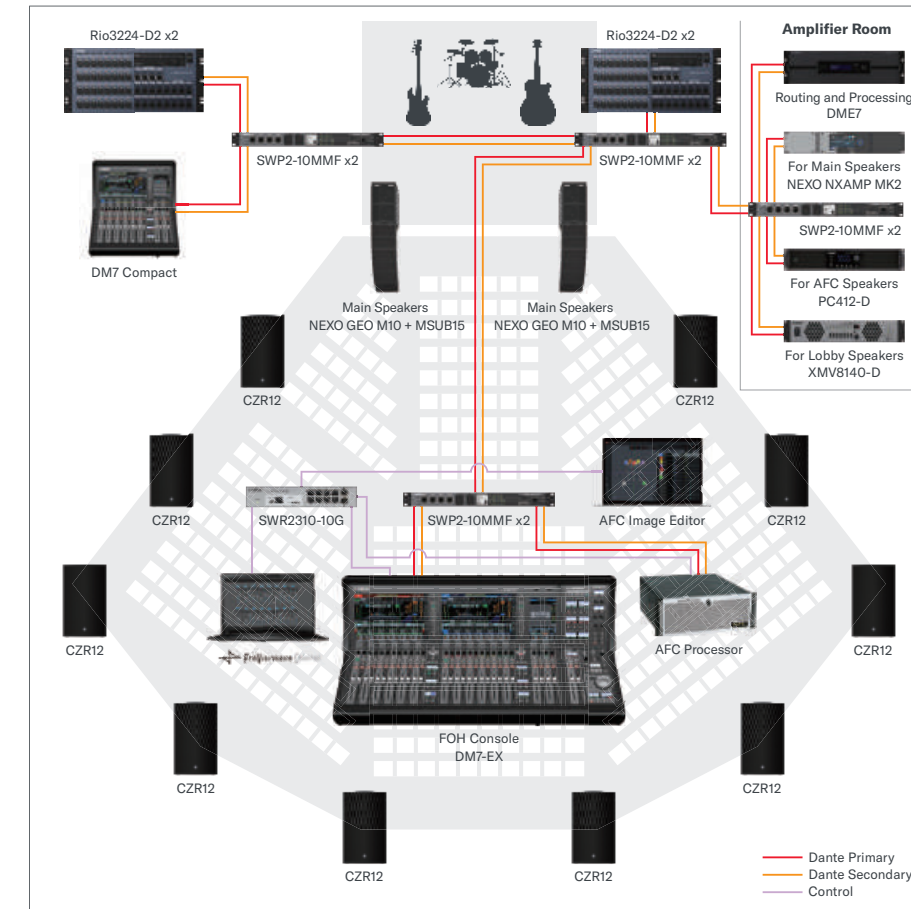 Rio3224-D2 x2
Rio3224-D2 x2
Amplifier Room
Routing and Processing
DME7
SWP2-10MMF x2
SWP2-10MMF x2
For Main Speakers
NEXO NXAMP MK2
SWP2-10MMF x2
DM7 Compact
For AFC Speakers
PC412-D
Main Speakers
NEXO GEO M10 + MSUB15
Main Speakers
NEXO GEO M10 + MSUB15
For Lobby Speakers
XMV8140-D
CZR12
CZR12
CZR12
SWR2310-10G
SWP2-10MMF x2
AFC Image Editor
CZR12
CZR12
AFC Processor
CZR12
FOH Console
DM7-EX
CZR12
CZR12
CZR12
CZR12
Dante Primary
Dante Secondary
Control